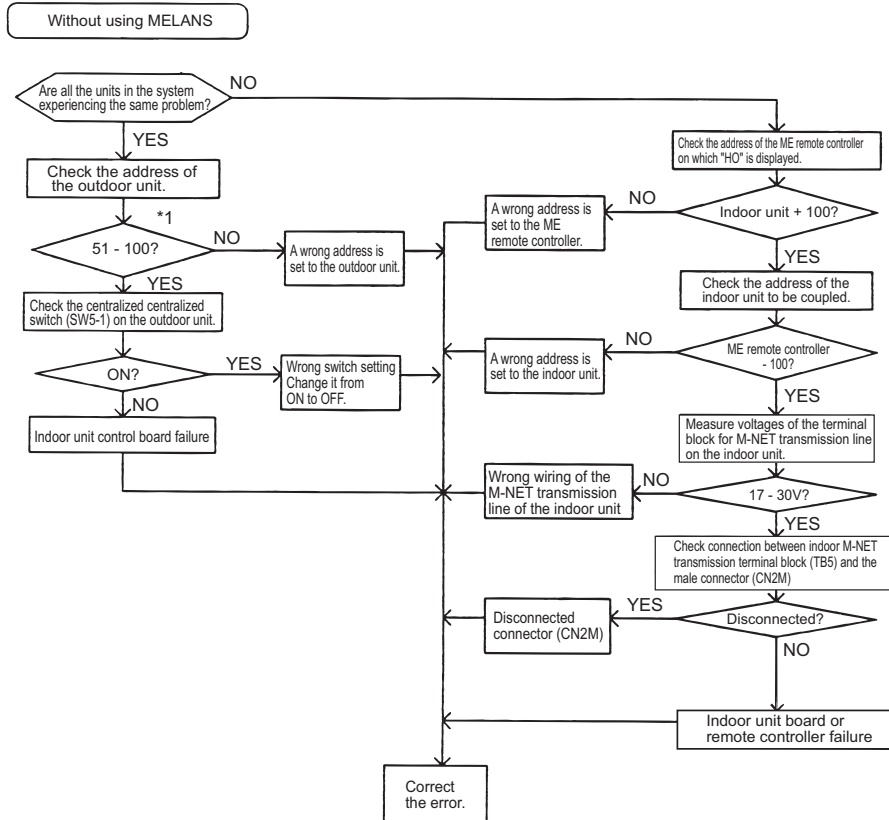 Without using MELANS
Are all the units in the system
experiencing the same problem?
NO
YES
Check the address of
the outdoor unit.
*1
51 - 100?
NO
A wrong address is
set to the outdoor unit.
YES
Check the centralized centralized
switch (SW5-1) on the outdoor unit.
ON?
YES
Wrong switch setting
Change it from
ON to OFF.
NO
Indoor unit control board failure
Check the address of the ME remote controller
on which "HO" is displayed.
Indoor unit + 100?
NO
A wrong address is
set to the ME
remote controller.
YES
Check the address of the
indoor unit to be coupled.
ME remote controller
- 100?
NO
A wrong address is
set to the indoor unit.
YES
Measure voltages of the terminal
block for M-NET transmission line
on the indoor unit.
17 - 30V?
NO
Wrong wiring of the
M-NET transmission
line of the indoor unit
YES
Check connection between indoor M-NET
transmission terminal block (TB5) and the
male connector (CN2M)
Disconnected?
YES
Disconnected
connector (CN2M)
NO
Indoor unit board or
remote controller failure
Correct
the error.